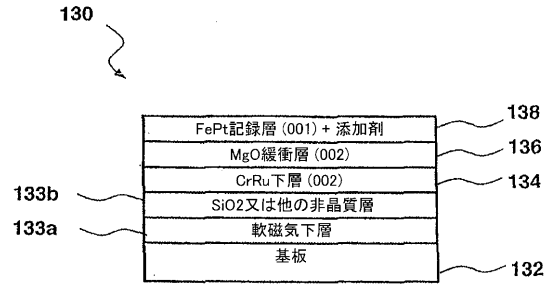 130
FePt記録層(001)+ 添加剤
138
MgO緩衝層(002)
136
CrRu下層(002)
134
133b
SiO2又は他の非晶質層
133a
軟磁気下層
基板
132